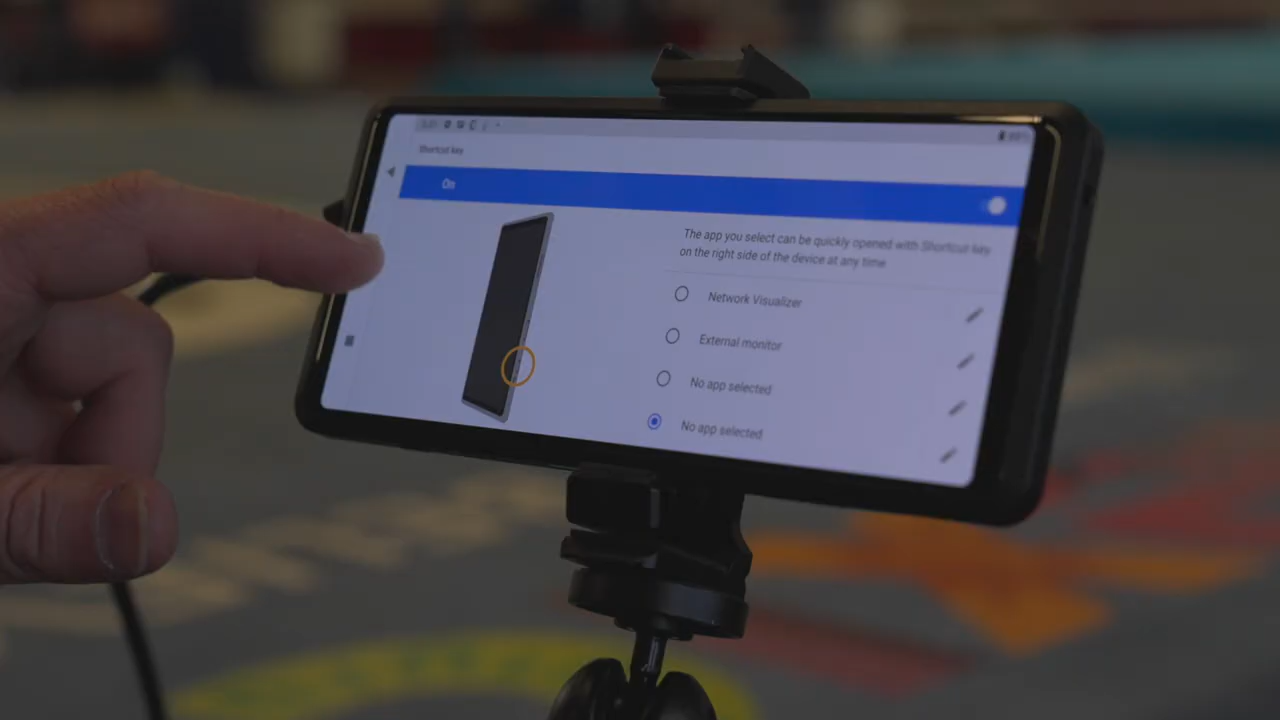 Shortcut key
On
The app you select can be quickly opened with Shortcut key
on the right side of the device at any time
Network Visualizer
External monitor
No app selected
No app selected